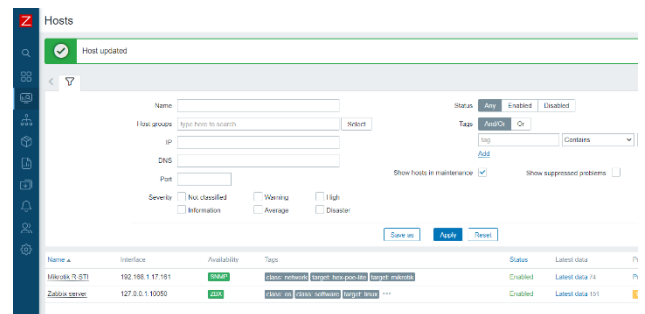 Z Hosts
Host updated
Name
Status Any Enabled Disabled
Host groups type here to search Select
Tags And/Or Or
IP
tag Contains
DNS
Add
Port
Show hosts in maintenance Show suppressed problems
Severity Not classified Warning High
Information Average Disaster
Save as Apply Reset
Name Interface Availability Tags Status Latest data
Mikrotik R-STI 192.168.1.17:161 SNMP class: network target: hex-poe-lite target: mikrotik Enabled Latest data 74
Zabbix server 127.0.0.1:10050 ZBX class: os class: software target: linux ••• Enabled Latest data